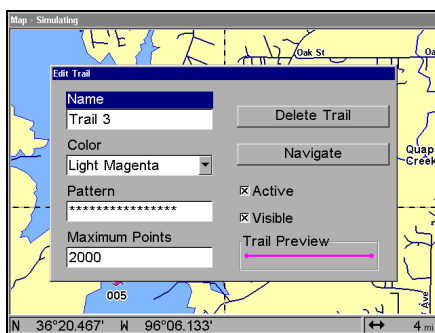 Map - Simulating
Oak St
Oa
Edit Trail
Name
Trail 3
Delete Trail
Color
Light Magenta
Navigate
Quap
Creek
Pattern
****************
Active
Visible
Maximum Points
2000
Trail Preview
005
Ave
N 36°20.467' W 96°06.133' 4 mi